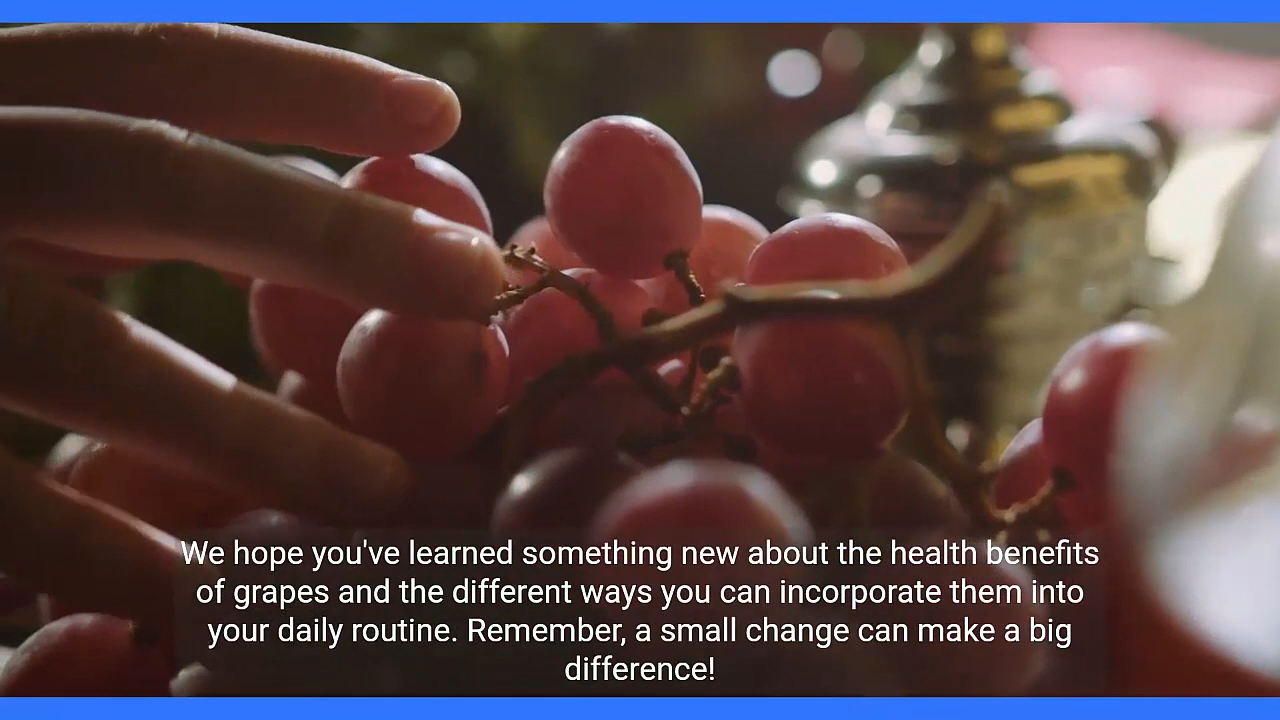 We hope you've learned something new about the health benefits
of grapes and the different ways you can incorporate them into
your daily routine. Remember, a small change can make a big
difference!